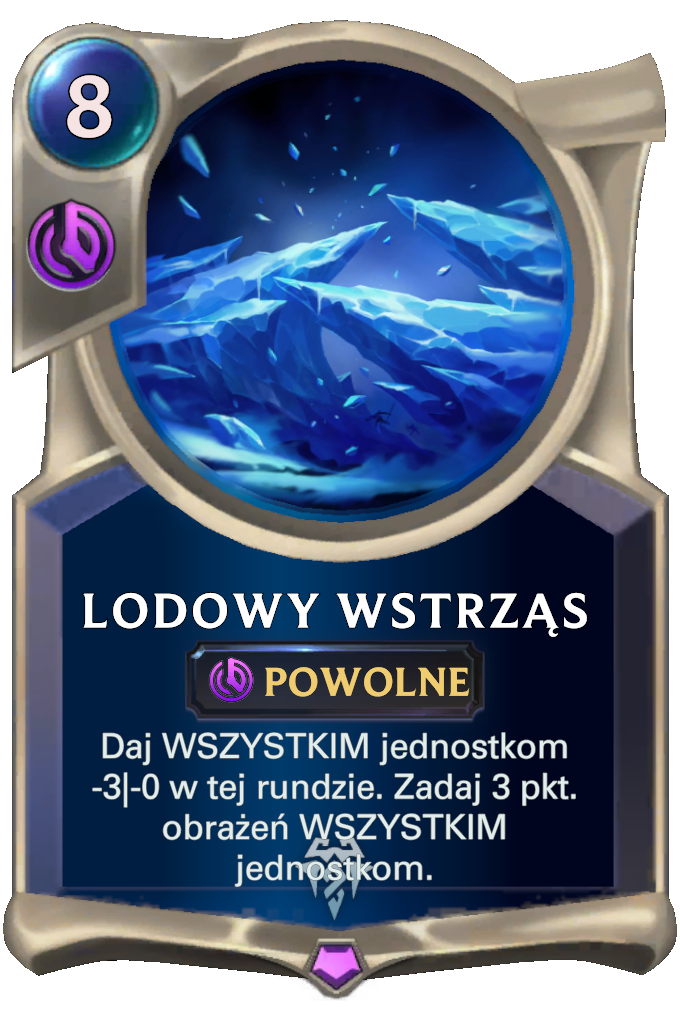 8
LODOWY WSTRZĄS
POWOLNE
Daj WSZYSTKIM jednostkom
-3|-0 w tej rundzie. Zadaj 3 pkt.
obrażeń WSZYSTKIM
jednostkom.